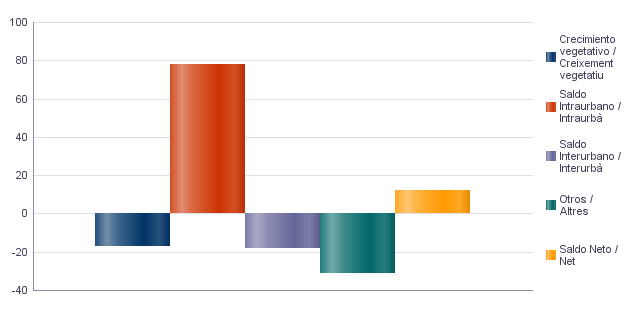 100
80
60
40
20
0
-20
-40
Crecimiento
vegetativo /
Creixement
vegetatiu
Saldo
Intraurbano /
Intraurbà
Saldo
Interurbano /
Interurbà
Otros /
Altres
Saldo Neto /
Net